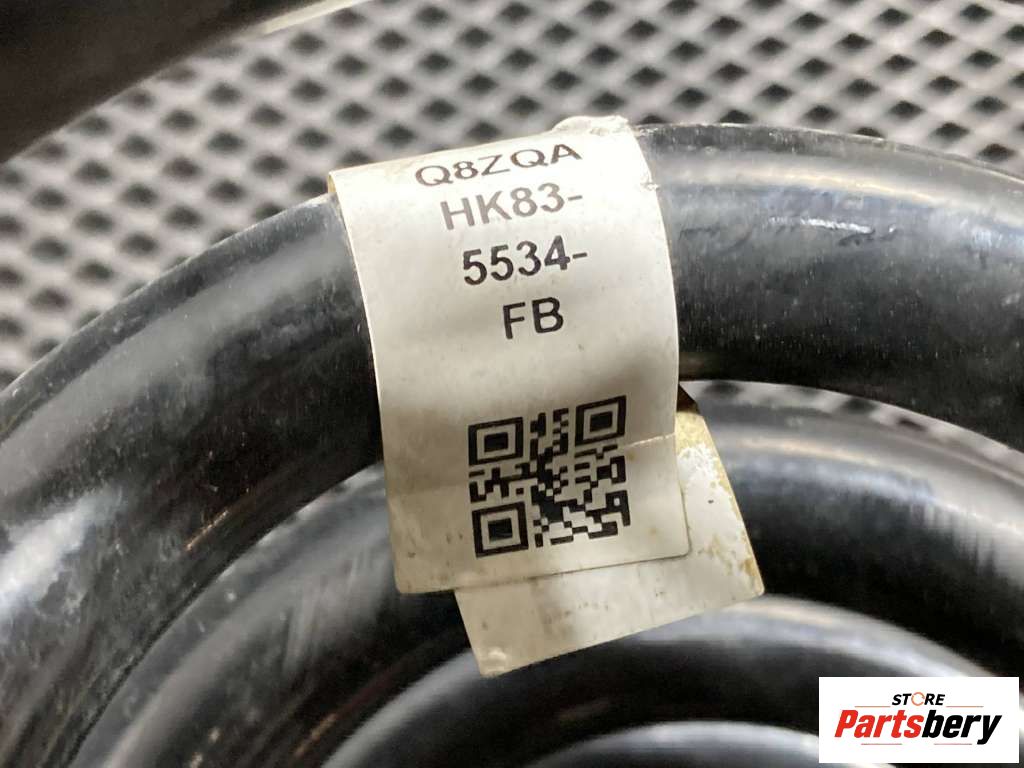 Q8ZQA
HK83-
5534-
FB
STORE
Partsbery